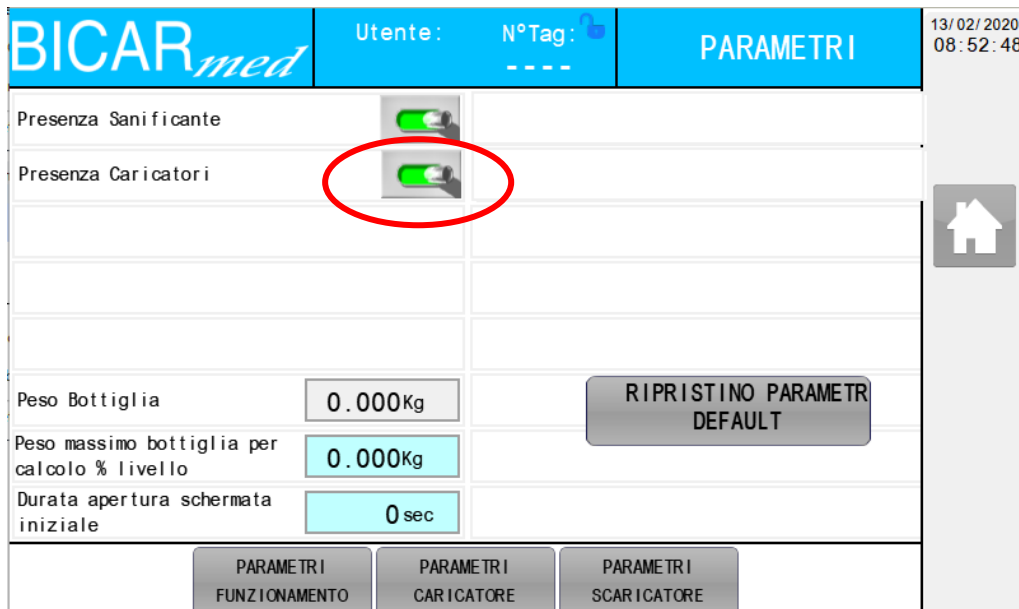 BICARmed
Utente: N°Tag:
----
PARAMETRI
13/02/2020
08:52:48
Presenza Sanificante
Presenza Caricatori
Peso Bottiglia
0.000Kg
RIPRISTINO PARAMETR
DEFAULT
Peso massimo bottiglia per
calcolo % livello
0.000Kg
Durata apertura schermata
iniziale
0 sec
PARAMETRI
FUNZIONAMENTO
PARAMETRI
CARICATORE
PARAMETRI
SCARICATORE